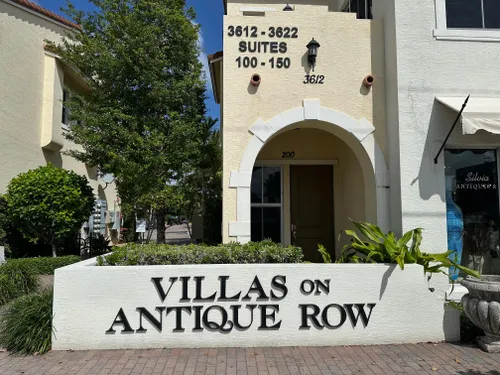 3612 - 3622
SUITES
100 - 150
3612
200
Silvia
ANTIQUES
VILLAS ON
ANTIQUE ROW